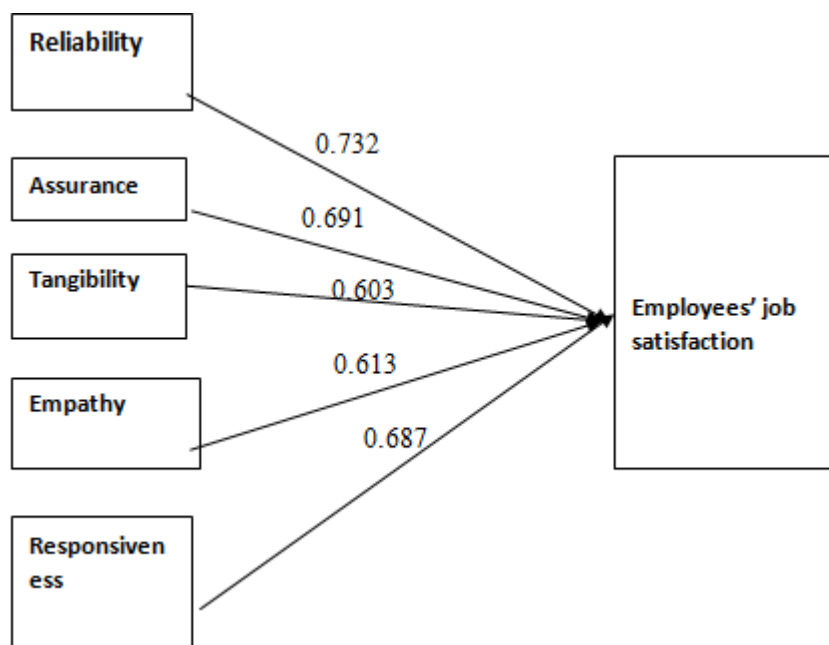 Reliability
0.732
Assurance
0.691
Tangibility
0.603
Employees’ job
satisfaction
0.613
Empathy
0.687
Responsiven
ess